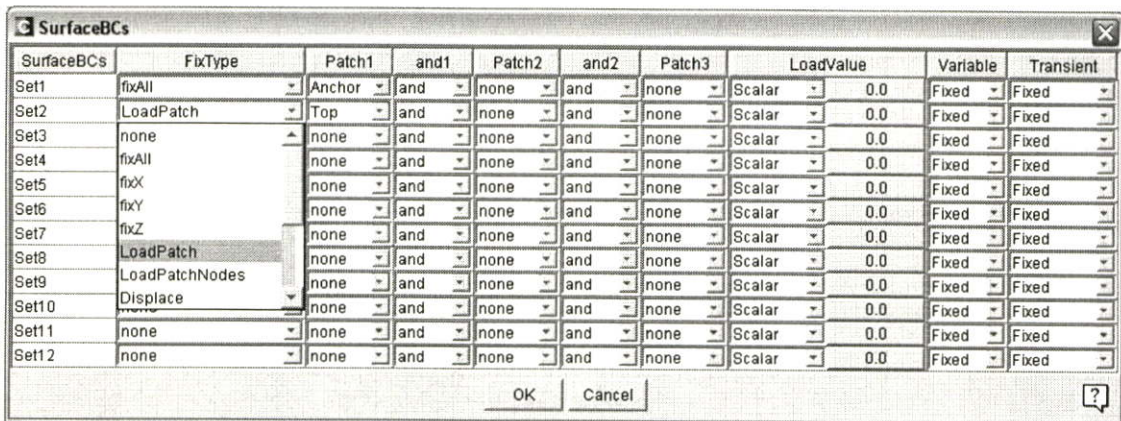 SurfaceBCs
SurfaceBCs FixType Patch1 and1 Patch2 and2 Patch3 LoadValue Variable Transient
Set1 fixAll Anchor and none and none Scalar 0.0 Fixed Fixed
Set2 LoadPatch Top and none and none Scalar 0.0 Fixed Fixed
Set3 none none and none and none Scalar 0.0 Fixed Fixed
Set4 fixAll none and none and none Scalar 0.0 Fixed Fixed
Set5 fixX none and none and none Scalar 0.0 Fixed Fixed
Set6 fixY none and none and none Scalar 0.0 Fixed Fixed
Set7 fixZ none and none and none Scalar 0.0 Fixed Fixed
Set8 LoadPatch none and none and none Scalar 0.0 Fixed Fixed
Set9 LoadPatchNodes none and none and none Scalar 0.0 Fixed Fixed
Set10 Displace none and none and none Scalar 0.0 Fixed Fixed
Set11 none none and none and none Scalar 0.0 Fixed Fixed
Set12 none none and none and none Scalar 0.0 Fixed Fixed
OK Cancel ?